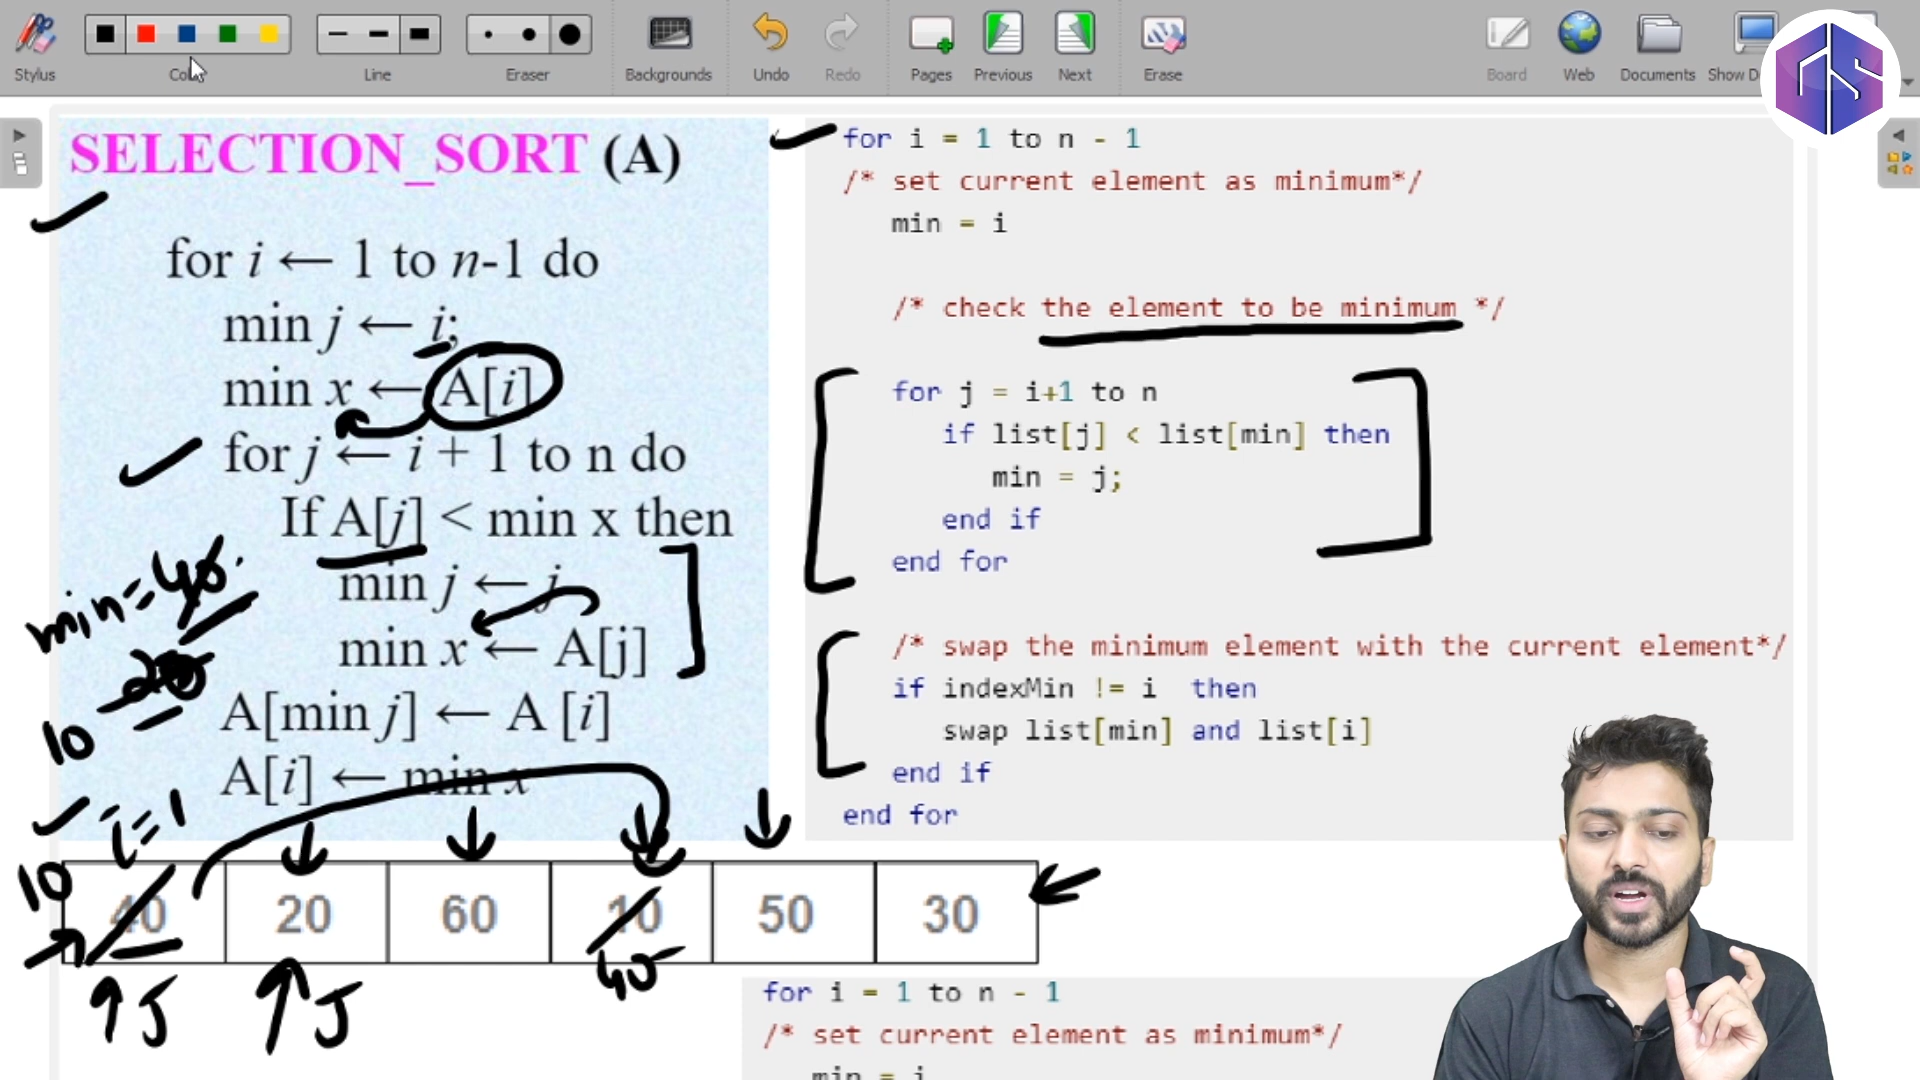 Stylus
Line
Eraser
Backgrounds
Undo
Redo
Pages
Previous
Next
Erase
Board
Web
Documents
SELECTION_SORT (A)
for i ← 1 to n-1 do
min j ← i;
min x ← A[i]
for j ← i + 1 to n do
If A[j] < min x then
min j ← j
min x ← A[j]
A[min j] ← A [i]
A[i] ← min x
min=40
20
10
i=1
10
40 20 60 10 50 30
40
J
J
for i = 1 to n - 1
/* set current element as minimum*/
min = i
/* check the element to be minimum */
for j = i+1 to n
if list[j] < list[min] then
min = j;
end if
end for
/* swap the minimum element with the current element*/
if indexMin != i then
swap list[min] and list[i]
end if
end for
for i = 1 to n - 1
/* set current element as minimum*/
min = i